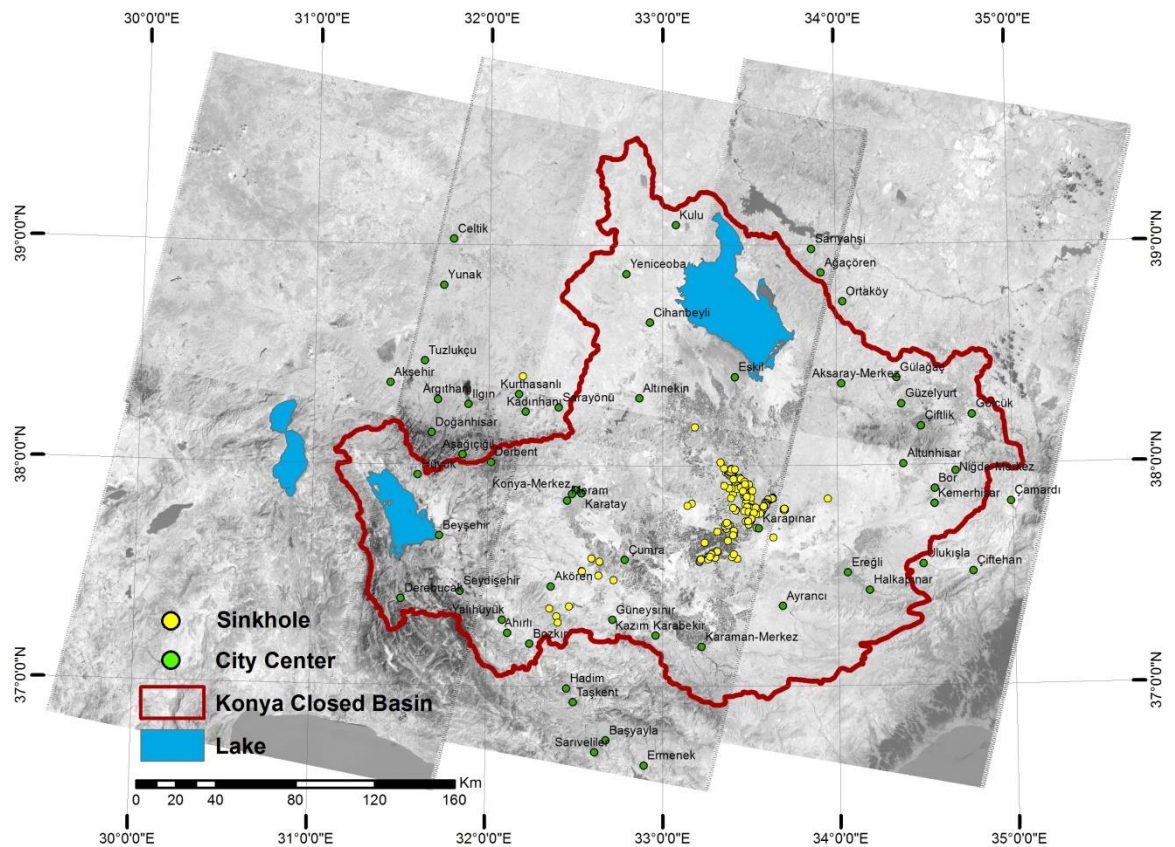 30°0'0"E 31°0'0"E 32°0'0"E 33°0'0"E 34°0'0"E 35°0'0"E
39°0'0"N
38°0'0"N
37°0'0"N
39°0'0"N
38°0'0"N
37°0'0"N
Kulu
Celtik
Sarıyahşi
Yeniceoba
Ağaçören
Yunak
Ortaköy
Cihanbeyli
Tuzlukçu
Akşehir
Eskil
Aksaray-Merkez
Gülağaç
Kurthasanlı
Argıthanı
Ilgın
Altınekin
Güzelyurt
Kadınhanı
Sarayönü
Gölcük
Çiftlik
Doğanhisar
Aşağıçiğil
Derbent
Altunhisar
Niğde-Merkez
Konya-Merkez
Meram
Karatay
Bor
Kemerhisar
Çamardı
Karapınar
Beyşehir
Çumra
Ereğli
Ulukışla
Çiftehan
Halkapınar
Akören
Seydişehir
Derebucak
Ayrancı
Yalıhüyük
Ahırlı
Bozkır
Güneysınır
Kazım Karabekir
Karaman-Merkez
Hadim
Taşkent
Başyayla
Sarıveliler
Ermenek
Sinkhole
City Center
Konya Closed Basin
Lake
Km
0 20 40 80 120 160
30°0'0"E 31°0'0"E 32°0'0"E 33°0'0"E 34°0'0"E 35°0'0"E